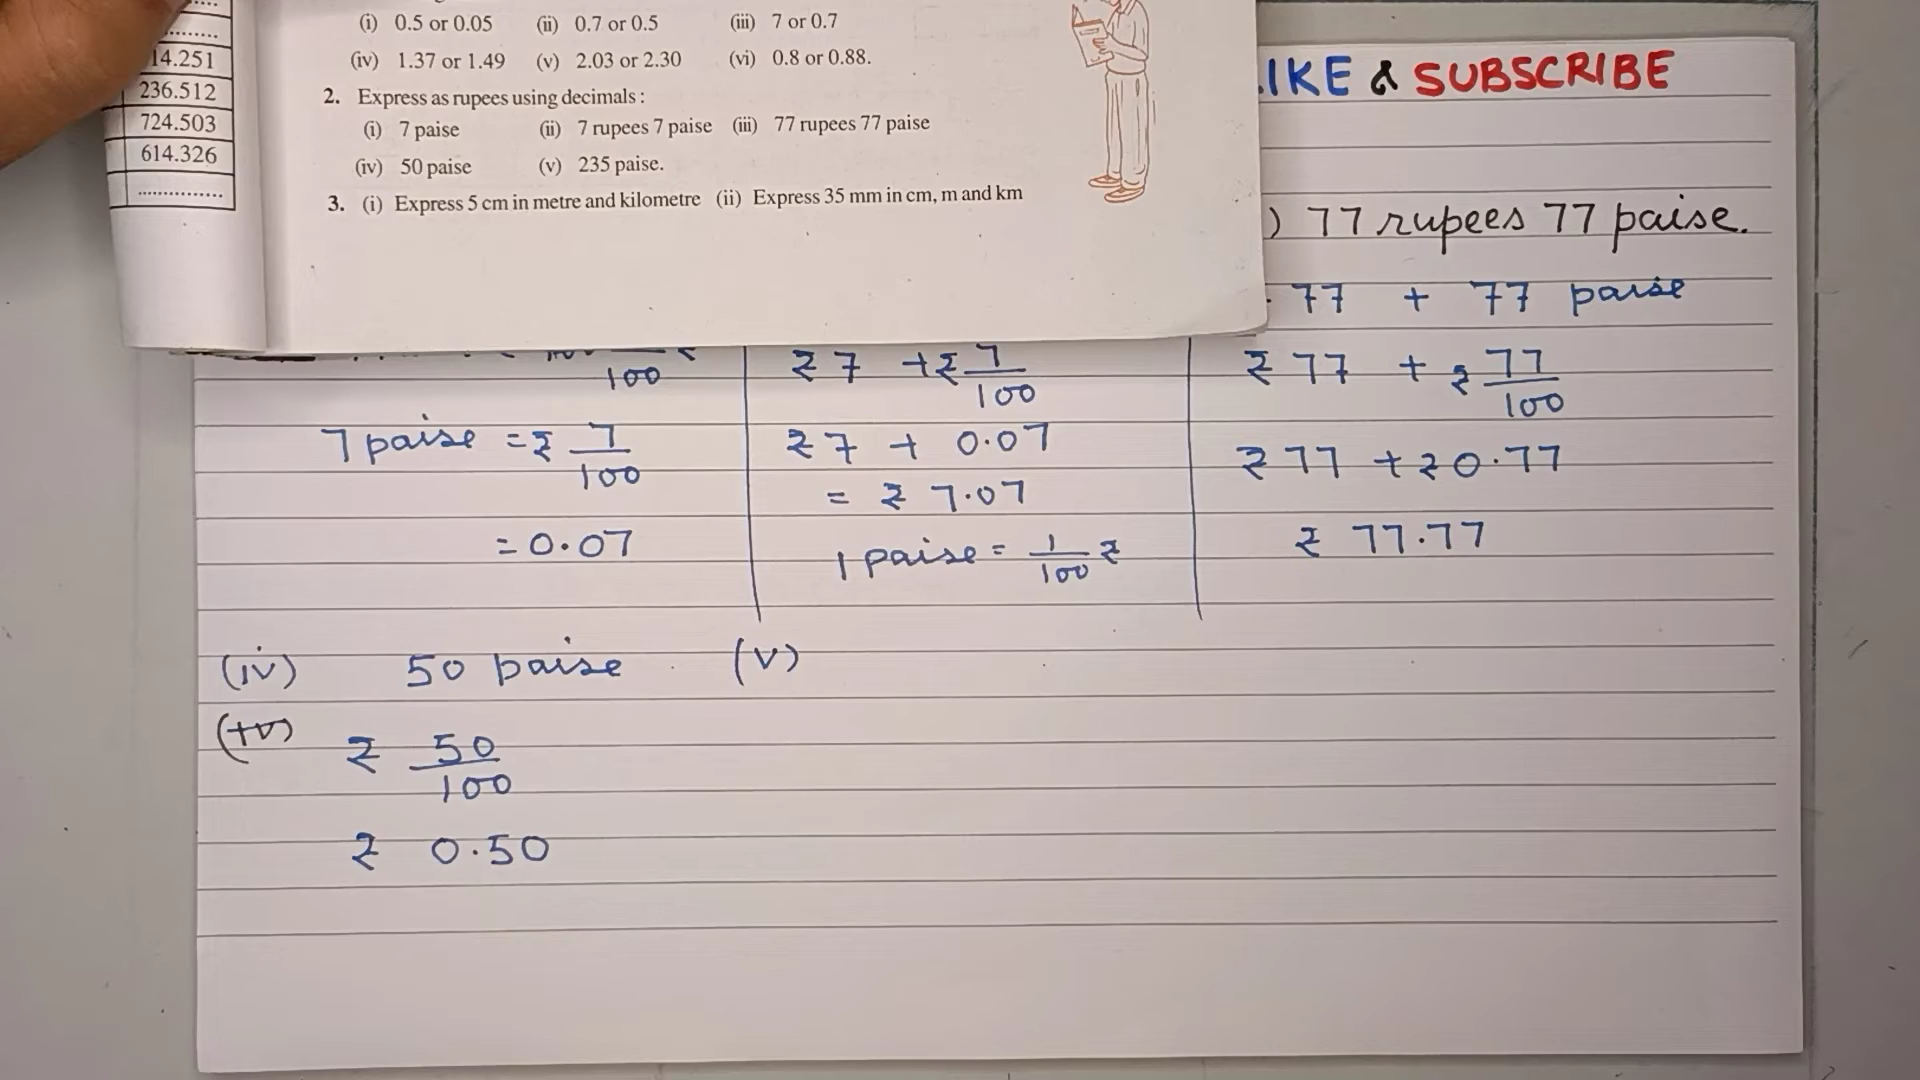 (i) 0.5 or 0.05 (ii) 0.7 or 0.5 (iii) 7 or 0.7
14.251
(iv) 1.37 or 1.49 (v) 2.03 or 2.30 (vi) 0.8 or 0.88.
236.512
2. Express as rupees using decimals :
724.503
(i) 7 paise (ii) 7 rupees 7 paise (iii) 77 rupees 77 paise
614.326
(iv) 50 paise (v) 235 paise.
...............
3. (i) Express 5 cm in metre and kilometre (ii) Express 35 mm in cm, m and km
IKE & SUBSCRIBE
) 77 rupees 77 paise.
77 + 77 paise
100
₹ 7 + ₹ 7/100
₹ 77 + ₹ 77/100
7 paise = ₹ 7/100
₹ 7 + 0.07
₹ 77 + ₹ 0.77
= ₹ 7.07
= 0.07
1 paise = 1/100 ₹
₹ 77.77
(iv) 50 paise (v)
₹ 50/100
₹ 0.50